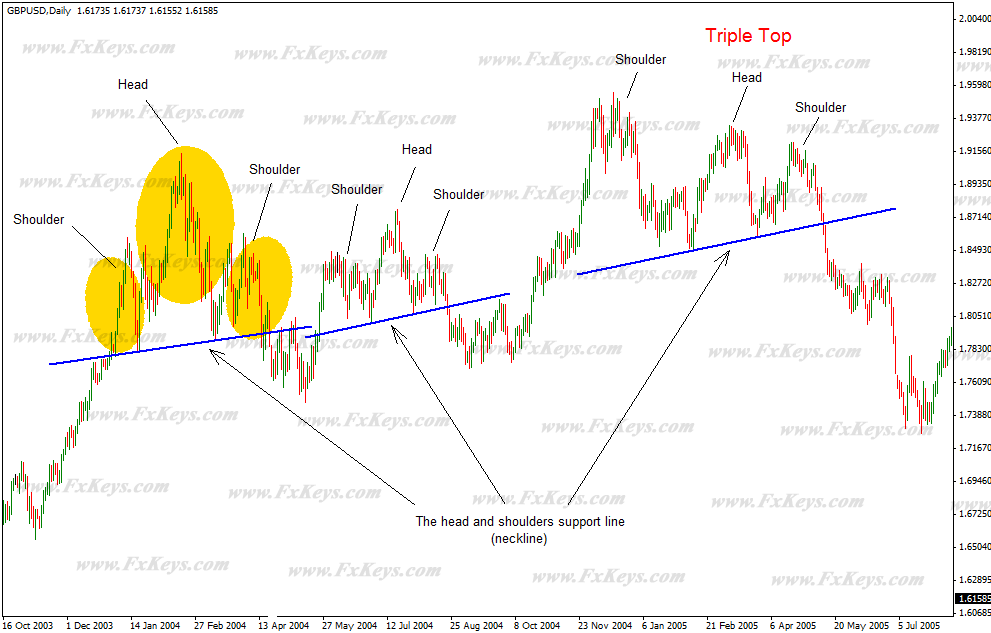 GBPUSD,Daily 1.61735 1.61737 1.61552 1.61585
Triple Top
Shoulder
Head
Head
Shoulder
Head
Shoulder
Shoulder
Shoulder
Shoulder
The head and shoulders support line
(neckline)
2.00400
1.98190
1.95980
1.93770
1.91560
1.89350
1.87140
1.84930
1.82720
1.80510
1.78300
1.76090
1.73880
1.71670
1.69460
1.67250
1.65040
1.62895
1.61585
1.60685
16 Oct 2003 1 Dec 2003 14 Jan 2004 27 Feb 2004 13 Apr 2004 27 May 2004 12 Jul 2004 25 Aug 2004 8 Oct 2004 23 Nov 2004 6 Jan 2005 21 Feb 2005 6 Apr 2005 20 May 2005 5 Jul 2005
www.FxKeys.com